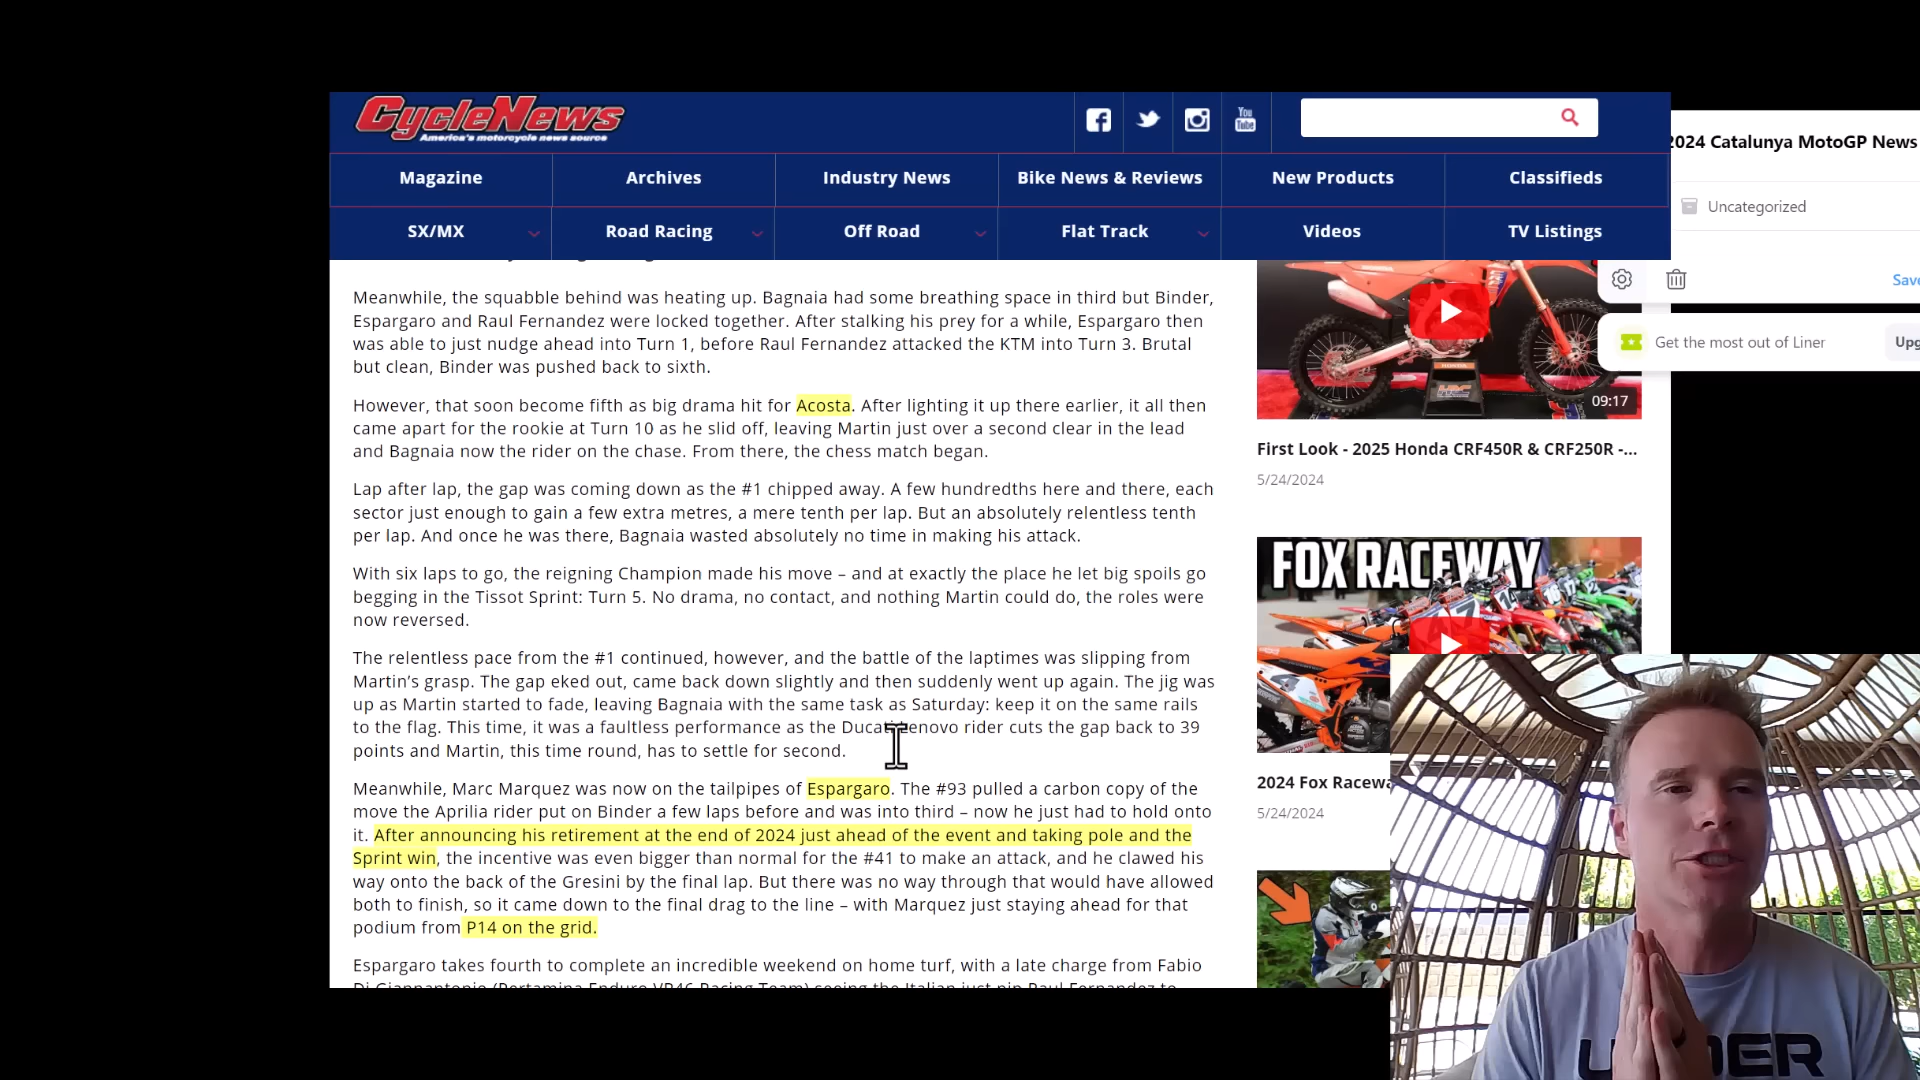 CycleNews
America's motorcycle news source
You
Tube
Magazine
Archives
Industry News
Bike News & Reviews
New Products
Classifieds
SX/MX
Road Racing
Off Road
Flat Track
Videos
TV Listings
2024 Catalunya MotoGP News
Uncategorized
Save
Get the most out of Liner
Upg
Meanwhile, the squabble behind was heating up. Bagnaia had some breathing space in third but Binder,
Espargaro and Raul Fernandez were locked together. After stalking his prey for a while, Espargaro then
was able to just nudge ahead into Turn 1, before Raul Fernandez attacked the KTM into Turn 3. Brutal
but clean, Binder was pushed back to sixth.
However, that soon become fifth as big drama hit for Acosta. After lighting it up there earlier, it all then
came apart for the rookie at Turn 10 as he slid off, leaving Martin just over a second clear in the lead
and Bagnaia now the rider on the chase. From there, the chess match began.
Lap after lap, the gap was coming down as the #1 chipped away. A few hundredths here and there, each
sector just enough to gain a few extra metres, a mere tenth per lap. But an absolutely relentless tenth
per lap. And once he was there, Bagnaia wasted absolutely no time in making his attack.
With six laps to go, the reigning Champion made his move – and at exactly the place he let big spoils go
begging in the Tissot Sprint: Turn 5. No drama, no contact, and nothing Martin could do, the roles were
now reversed.
The relentless pace from the #1 continued, however, and the battle of the laptimes was slipping from
Martin's grasp. The gap eked out, came back down slightly and then suddenly went up again. The jig was
up as Martin started to fade, leaving Bagnaia with the same task as Saturday: keep it on the same rails
to the flag. This time, it was a faultless performance as the Ducati Lenovo rider cuts the gap back to 39
points and Martin, this time round, has to settle for second.
Meanwhile, Marc Marquez was now on the tailpipes of Espargaro. The #93 pulled a carbon copy of the
move the Aprilia rider put on Binder a few laps before and was into third – now he just had to hold onto
it. After announcing his retirement at the end of 2024 just ahead of the event and taking pole and the
Sprint win, the incentive was even bigger than normal for the #41 to make an attack, and he clawed his
way onto the back of the Gresini by the final lap. But there was no way through that would have allowed
both to finish, so it came down to the final drag to the line – with Marquez just staying ahead for that
podium from P14 on the grid.
Espargaro takes fourth to complete an incredible weekend on home turf, with a late charge from Fabio
Di Giannantonio (Pertamina Enduro VR46 Racing Team) seeing the Italian just pip Raul Fernandez to
09:17
First Look - 2025 Honda CRF450R & CRF250R -...
5/24/2024
FOX RACEWAY
2024 Fox Racewa
5/24/2024